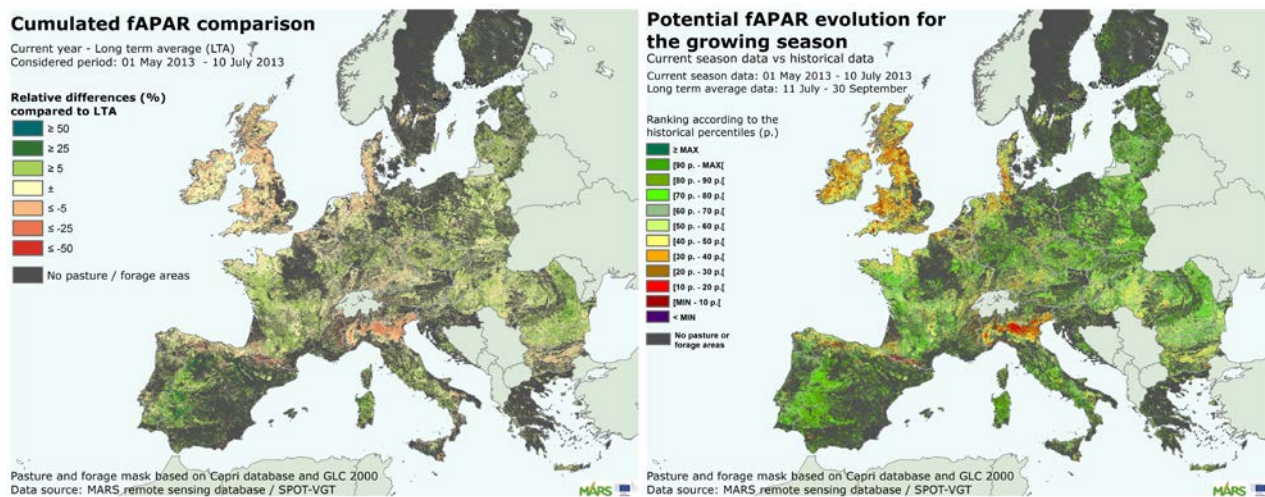 Cumulated fAPAR comparison
Current year - Long term average (LTA)
Considered period: 01 May 2013 - 10 July 2013
Relative differences (%)
compared to LTA
≥ 50
≥ 25
≥ 5
±
≤ -5
≤ -25
≤ -50
No pasture / forage areas
Pasture and forage mask based on Capri database and GLC 2000
Data source: MARS remote sensing database / SPOT-VGT
MARS
Potential fAPAR evolution for
the growing season
Current season data vs historical data
Current season data: 01 May 2013 - 10 July 2013
Long term average data: 11 July - 30 September
Ranking according to the
historical percentiles (p.)
≥ MAX
[90 p. - MAX[
[80 p. - 90 p.[
[70 p. - 80 p.[
[60 p. - 70 p.[
[50 p. - 60 p.[
[40 p. - 50 p.[
[30 p. - 40 p.[
[20 p. - 30 p.[
[10 p. - 20 p.[
[MIN - 10 p.[
< MIN
No pasture or
forage areas
Pasture and forage mask based on Capri database and GLC 2000
Data source: MARS remote sensing database / SPOT-VGT
MARS